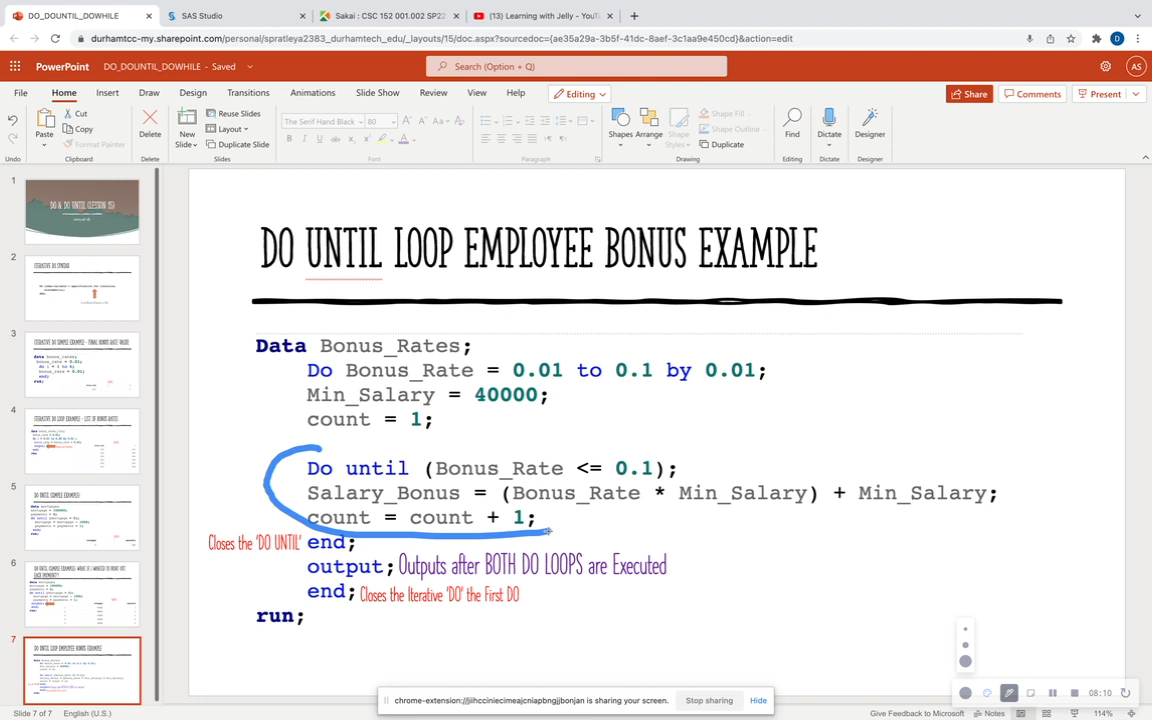 DO_DOUNTIL_DOWHILE
SAS Studio
Sakai : CSC 152 001.002 SP22
(13) Learning with Jelly - YouTu
durhamtcc-my.sharepoint.com/personal/spratleya2383_durhamtech_edu/_layouts/15/doc.aspx?sourcedoc={ae35a29a-3b5f-41dc-8aef-3c1aa9e450cd}&action=edit
PowerPoint DO_DOUNTIL_DOWHILE - Saved
Search (Option + Q)
AS
File Home Insert Draw Design Transitions Animations Slide Show Review View Help
Editing
Share Comments Present
Paste Cut Copy Format Painter
Delete
New Slide
Reuse Slides
Layout
Duplicate Slide
The Serif Hand Black 80
Shapes Arrange Shape Styles
Shape Fill
Shape Outline
Duplicate
Find Dictate Designer
Undo Clipboard Delete Slides Font Paragraph Drawing Editing Dictate Designer
1
2
3
4
5
6
7
DO UNTIL LOOP EMPLOYEE BONUS EXAMPLE
Data Bonus_Rates;
Do Bonus_Rate = 0.01 to 0.1 by 0.01;
Min_Salary = 40000;
count = 1;
Do until (Bonus_Rate <= 0.1);
Salary_Bonus = (Bonus_Rate * Min_Salary) + Min_Salary;
count = count + 1;
Closes the 'DO UNTIL' end;
output; Outputs after BOTH DO LOOPS are Executed
end; Closes the Iterative 'DO' the First DO
run;
08:10
chrome-extension://jiihcciniecimeajcniapbngjjbonjan is sharing your screen. Stop sharing Hide
Slide 7 of 7 English (U.S.)
Give Feedback to Microsoft Notes 114%